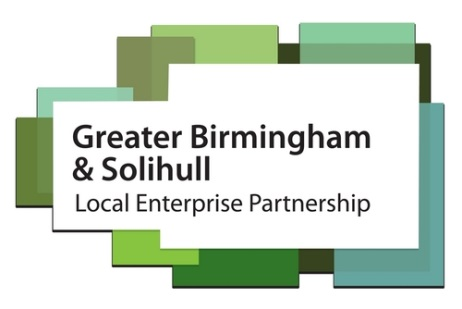 Greater Birmingham
& Solihull
Local Enterprise Partnership